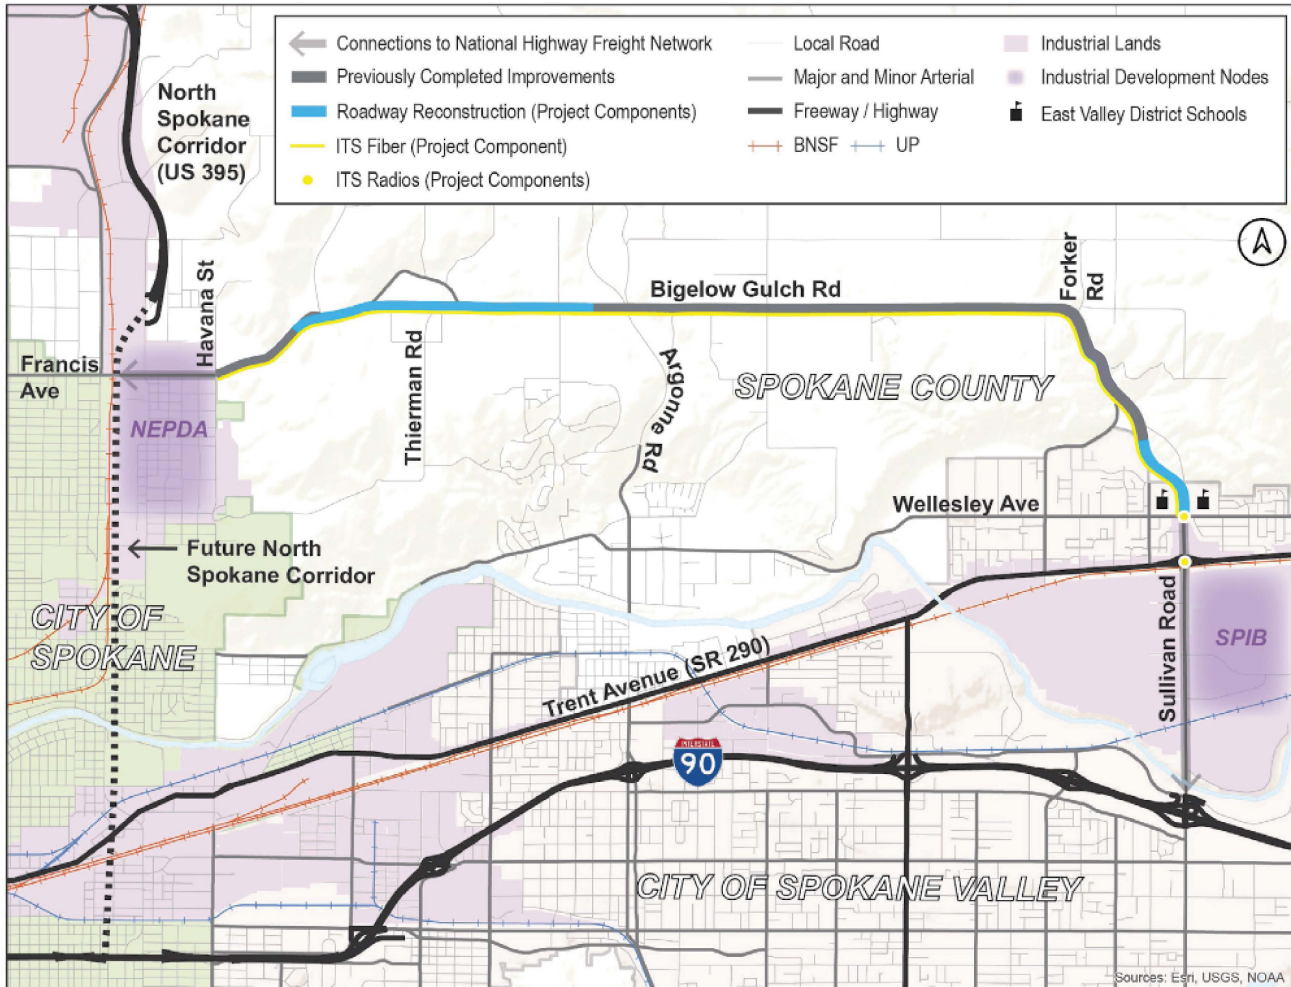 Connections to National Highway Freight Network
Previously Completed Improvements
Roadway Reconstruction (Project Components)
ITS Fiber (Project Component)
ITS Radios (Project Components)
Local Road
Major and Minor Arterial
Freeway / Highway
BNSF
UP
Industrial Lands
Industrial Development Nodes
East Valley District Schools
North
Spokane
Corridor
(US 395)
Havana St
Bigelow Gulch Rd
Forker
Rd
Francis
Ave
Thierman Rd
Argonne Rd
SPOKANE COUNTY
NEPDA
Wellesley Ave
Future North
Spokane Corridor
CITY OF
SPOKANE
Trent Avenue (SR 290)
Sullivan Road
SPIB
INTERSTATE
90
CITY OF SPOKANE VALLEY
Sources: Esri, USGS, NOAA